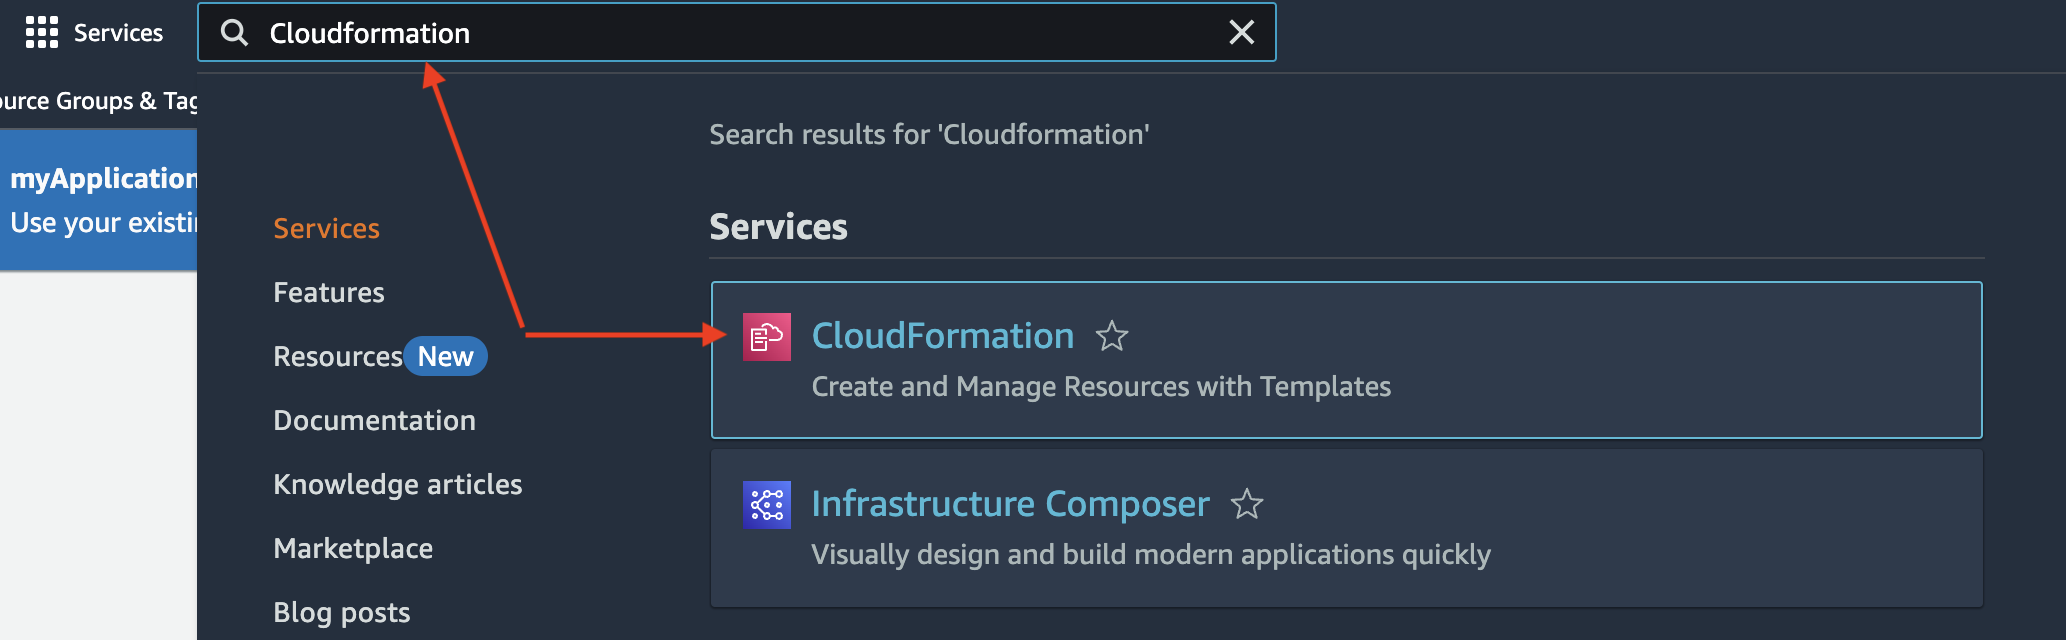 Services
Cloudformation
ource Groups & Tag
myApplication
Use your existin
Search results for 'Cloudformation'
Services
Features
Resources New
Documentation
Knowledge articles
Marketplace
Blog posts
Services
CloudFormation
Create and Manage Resources with Templates
Infrastructure Composer
Visually design and build modern applications quickly